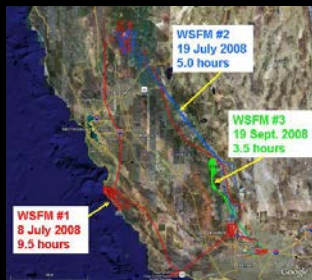 WSFM #2
19 July 2008
5.0 hours
WSFM #3
19 Sept. 2008
3.5 hours
WSFM #1
8 July 2008
9.5 hours
Google